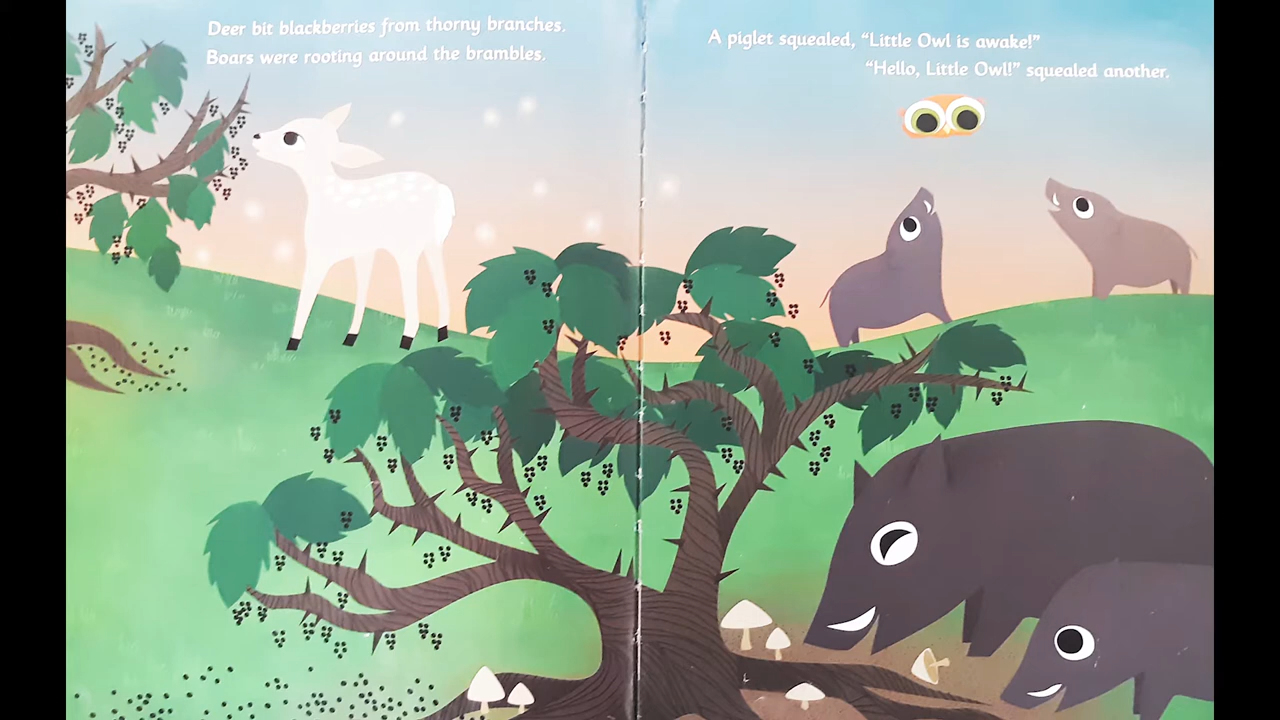 Deer bit blackberries from thorny branches.
Boars were rooting around the brambles.
A piglet squealed, “Little Owl is awake!”
“Hello, Little Owl!” squealed another.